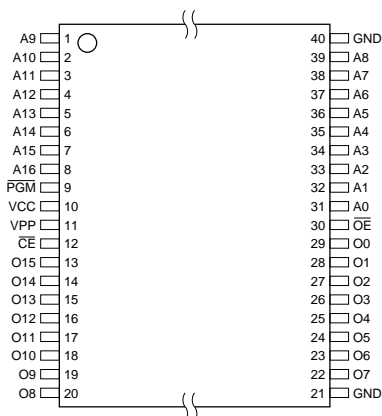 A9 1 40 GND
A10 2 39 A8
A11 3 38 A7
A12 4 37 A6
A13 5 36 A5
A14 6 35 A4
A15 7 34 A3
A16 8 33 A2
PGM 9 32 A1
VCC 10 31 A0
VPP 11 30 OE
CE 12 29 O0
O15 13 28 O1
O14 14 27 O2
O13 15 26 O3
O12 16 25 O4
O11 17 24 O5
O10 18 23 O6
O9 19 22 O7
O8 20 21 GND